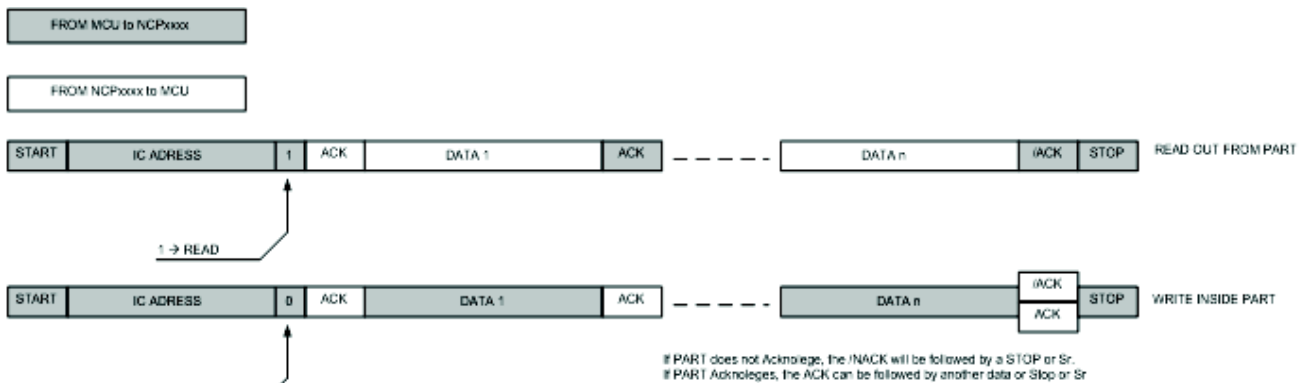 FROM MCU to NCPxxxx
FROM NCPxxxx to MCU
START IC ADRESS 1 ACK DATA 1 ACK DATA n /ACK STOP READ OUT FROM PART
1 → READ
START IC ADRESS 0 ACK DATA 1 ACK DATA n /ACK STOP WRITE INSIDE PART
ACK
If PART does not Acknolege, the /NACK will be followed by a STOP or Sr.
If PART Acknoleges, the ACK can be followed by another data or Stop or Sr